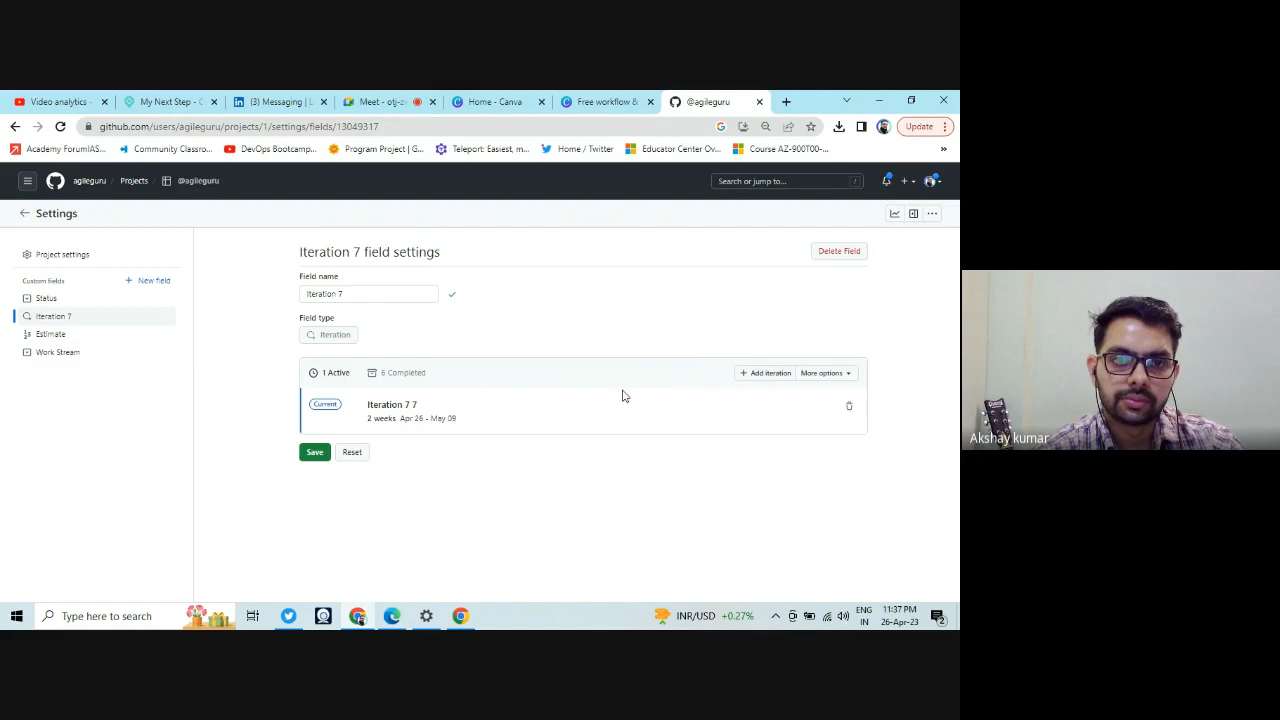 Video analytics -
My Next Step - C
(3) Messaging | L
Meet - otj-z
Home - Canva
Free workflow &
@agileguru
github.com/users/agileguru/projects/1/settings/fields/13049317
Update
Academy ForumIAS...
Community Classro...
DevOps Bootcamp...
Program Project | G...
Teleport: Easiest, m...
Home / Twitter
Educator Center Ov...
Course AZ-900T00-...
»
agileguru
Projects
@agileguru
Search or jump to...
/
Settings
Project settings
Custom fields
+ New field
Status
Iteration 7
Estimate
Work Stream
Iteration 7 field settings
Delete Field
Field name
Iteration 7
Field type
Iteration
1 Active
6 Completed
+ Add iteration
More options
Current
Iteration 7 7
2 weeks Apr 26 - May 09
Save
Reset
Akshay kumar
Type here to search
INR/USD +0.27%
ENG
IN
11:37 PM
26-Apr-23
2